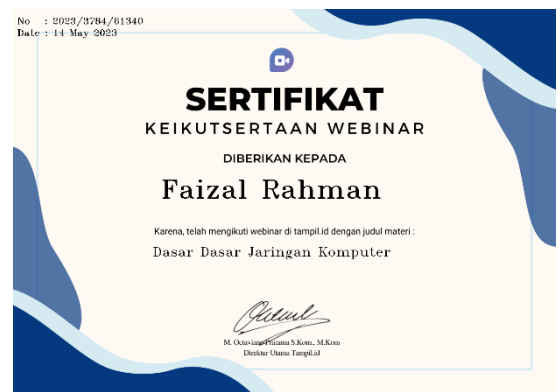 No : 2023/3784/61340
Date : 14 May 2023
SERTIFIKAT
KEIKUTSERTAAN WEBINAR
DIBERIKAN KEPADA
Faizal Rahman
Karena, telah mengikuti webinar di tampil.id dengan judul materi :
Dasar Dasar Jaringan Komputer
M. Octaviano Pratama S.Kom., M.Kom
Direktur Utama Tampil.id